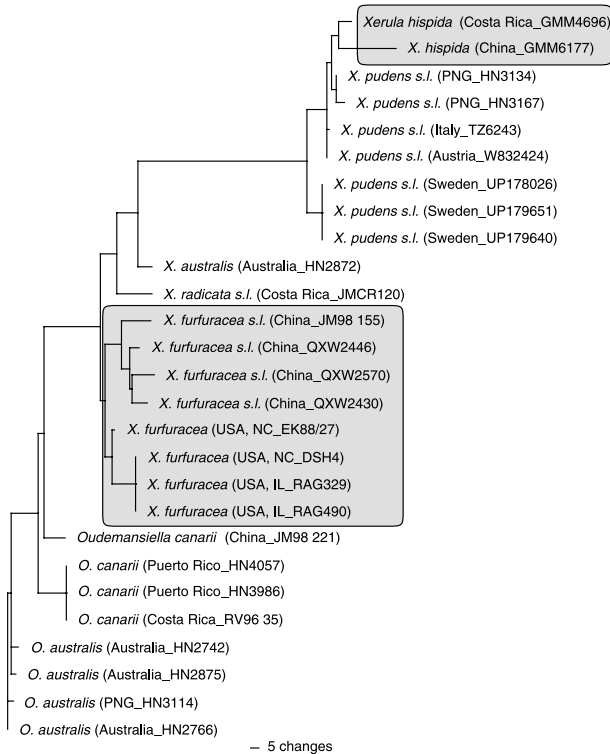 Xerula hispida (Costa Rica_GMM4696)
X. hispida (China_GMM6177)
X. pudens s.l. (PNG_HN3134)
X. pudens s.l. (PNG_HN3167)
X. pudens s.l. (Italy_TZ6243)
X. pudens s.l. (Austria_W832424)
X. pudens s.l. (Sweden_UP178026)
X. pudens s.l. (Sweden_UP179651)
X. pudens s.l. (Sweden_UP179640)
X. australis (Australia_HN2872)
X. radicata s.l. (Costa Rica_JMCR120)
X. furfuracea s.l. (China_JM98 155)
X. furfuracea s.l. (China_QXW2446)
X. furfuracea s.l. (China_QXW2570)
X. furfuracea s.l. (China_QXW2430)
X. furfuracea (USA, NC_EK88/27)
X. furfuracea (USA, NC_DSH4)
X. furfuracea (USA, IL_RAG329)
X. furfuracea (USA, IL_RAG490)
Oudemansiella canarii (China_JM98 221)
O. canarii (Puerto Rico_HN4057)
O. canarii (Puerto Rico_HN3986)
O. canarii (Costa Rica_RV96 35)
O. australis (Australia_HN2742)
O. australis (Australia_HN2875)
O. australis (PNG_HN3114)
O. australis (Australia_HN2766)
5 changes